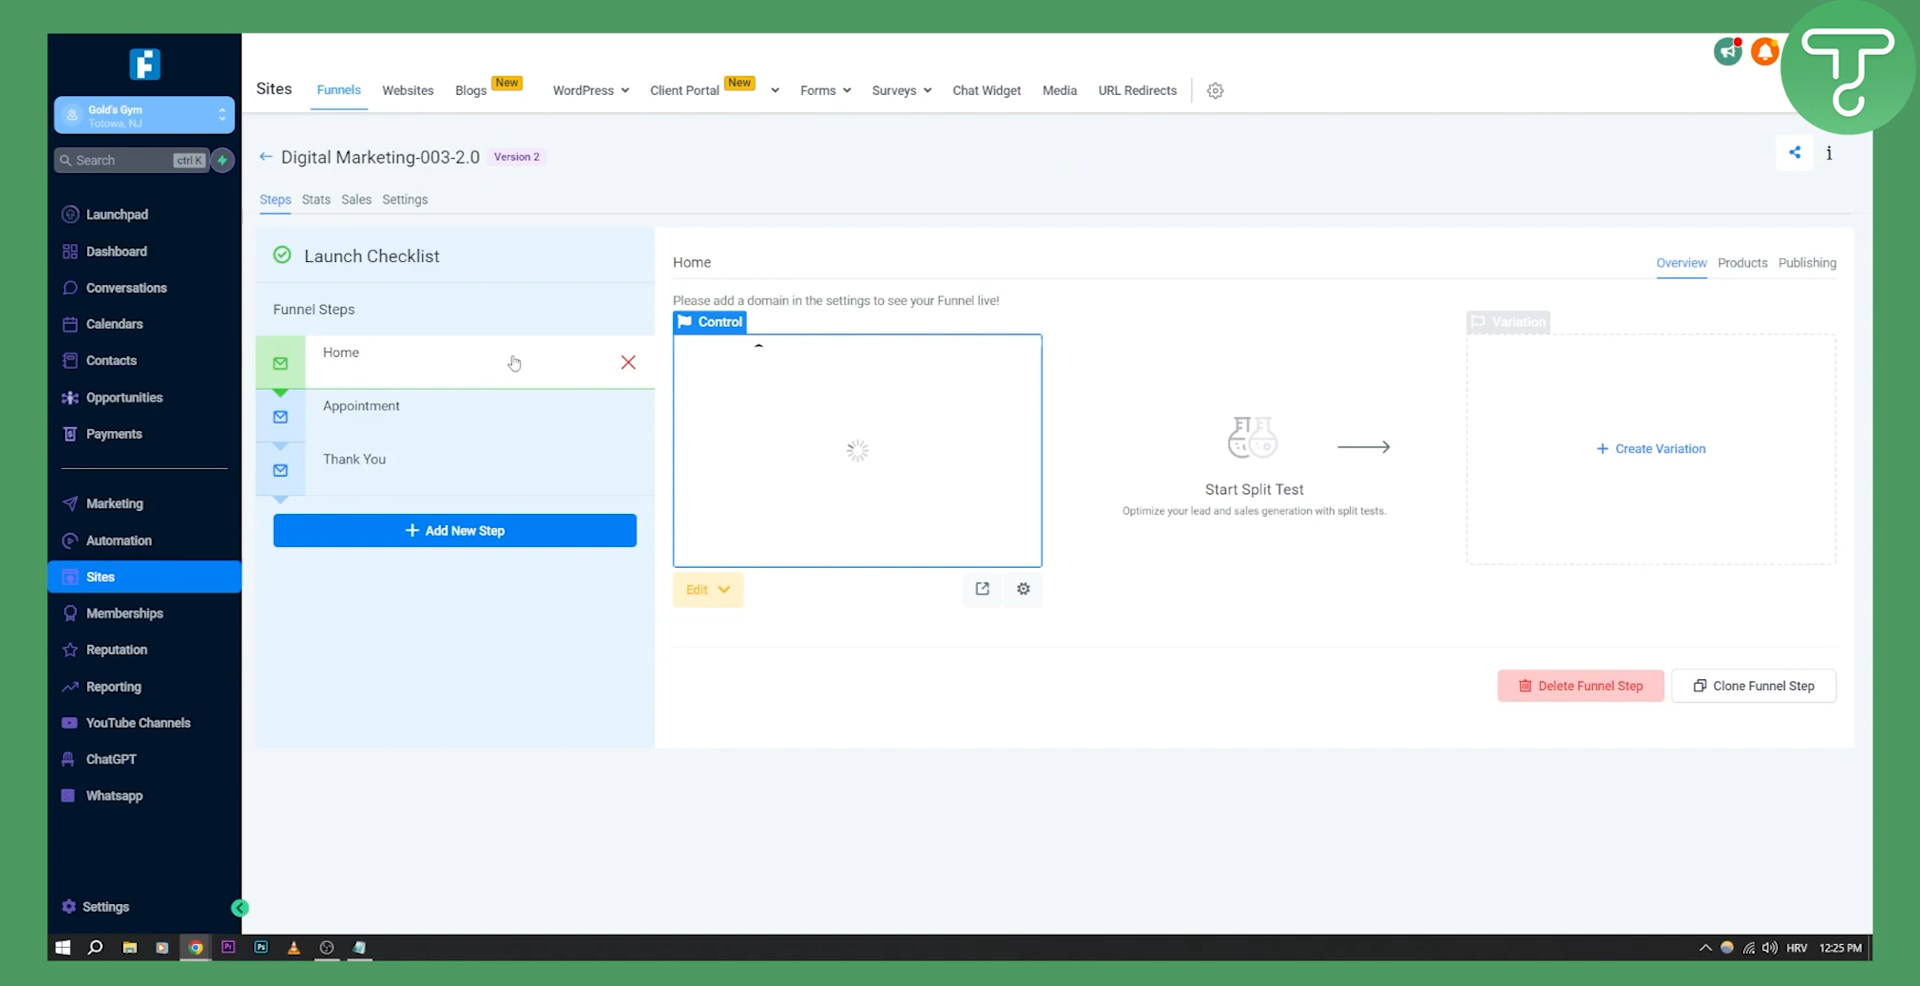 Sites
Funnels
Websites
Blogs
New
WordPress
Client Portal
New
Forms
Surveys
Chat Widget
Media
URL Redirects
Gold's Gym
Totowa, NJ
Search
ctrl K
Launchpad
Dashboard
Conversations
Calendars
Contacts
Opportunities
Payments
Marketing
Automation
Sites
Memberships
Reputation
Reporting
YouTube Channels
ChatGPT
Whatsapp
Settings
Digital Marketing-003-2.0
Version 2
Steps
Stats
Sales
Settings
Launch Checklist
Funnel Steps
Home
Appointment
Thank You
Add New Step
Home
Overview
Products
Publishing
Please add a domain in the settings to see your Funnel live!
Control
Variation
Start Split Test
Optimize your lead and sales generation with split tests.
+ Create Variation
Edit
Delete Funnel Step
Clone Funnel Step
Pr
Ps
HRV
12:25 PM